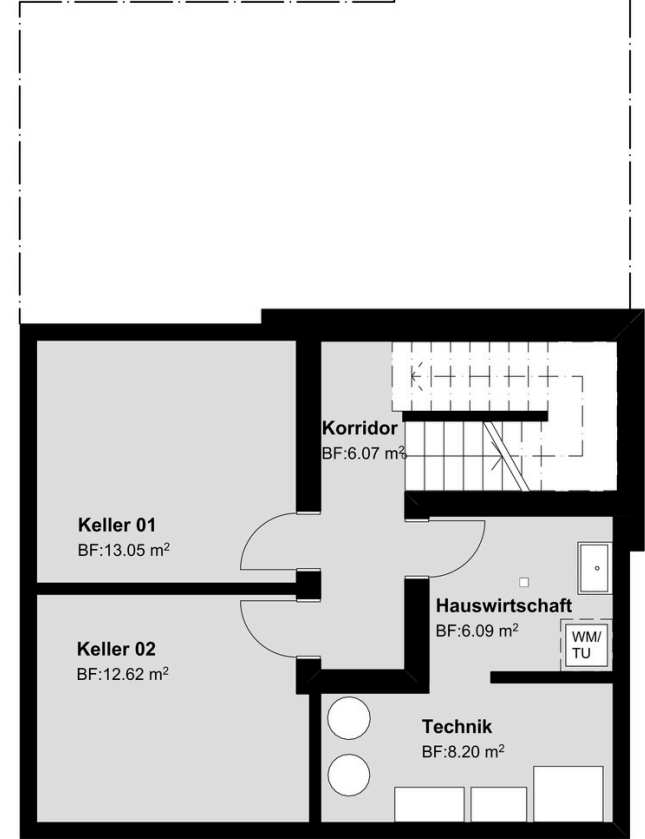 Korridor
BF:6.07 m²
Keller 01
BF:13.05 m²
Hauswirtschaft
BF:6.09 m²
WM/
TU
Keller 02
BF:12.62 m²
Technik
BF:8.20 m²